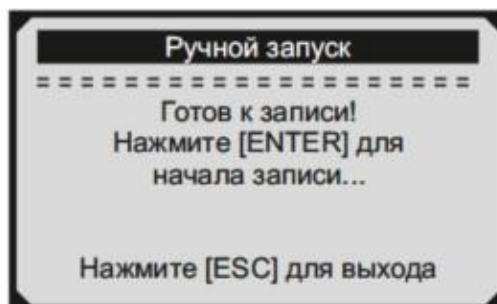 Ручной запуск
= = = = = = = = = = = = = = = = = = = = =
Готов к записи!
Нажмите [ENTER] для
начала записи...
Нажмите [ESC] для выхода